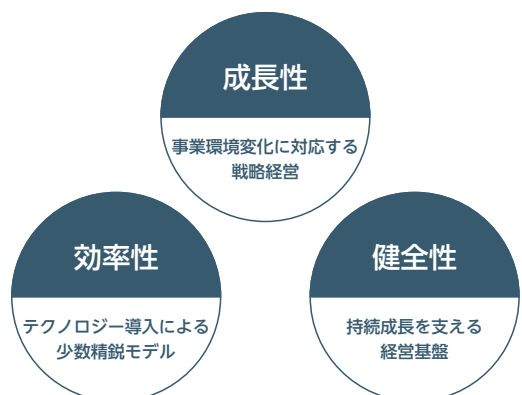 成長性
事業環境変化に対応する
戦略経営
効率性
テクノロジー導入による
少数精鋭モデル
健全性
持続成長を支える
経営基盤